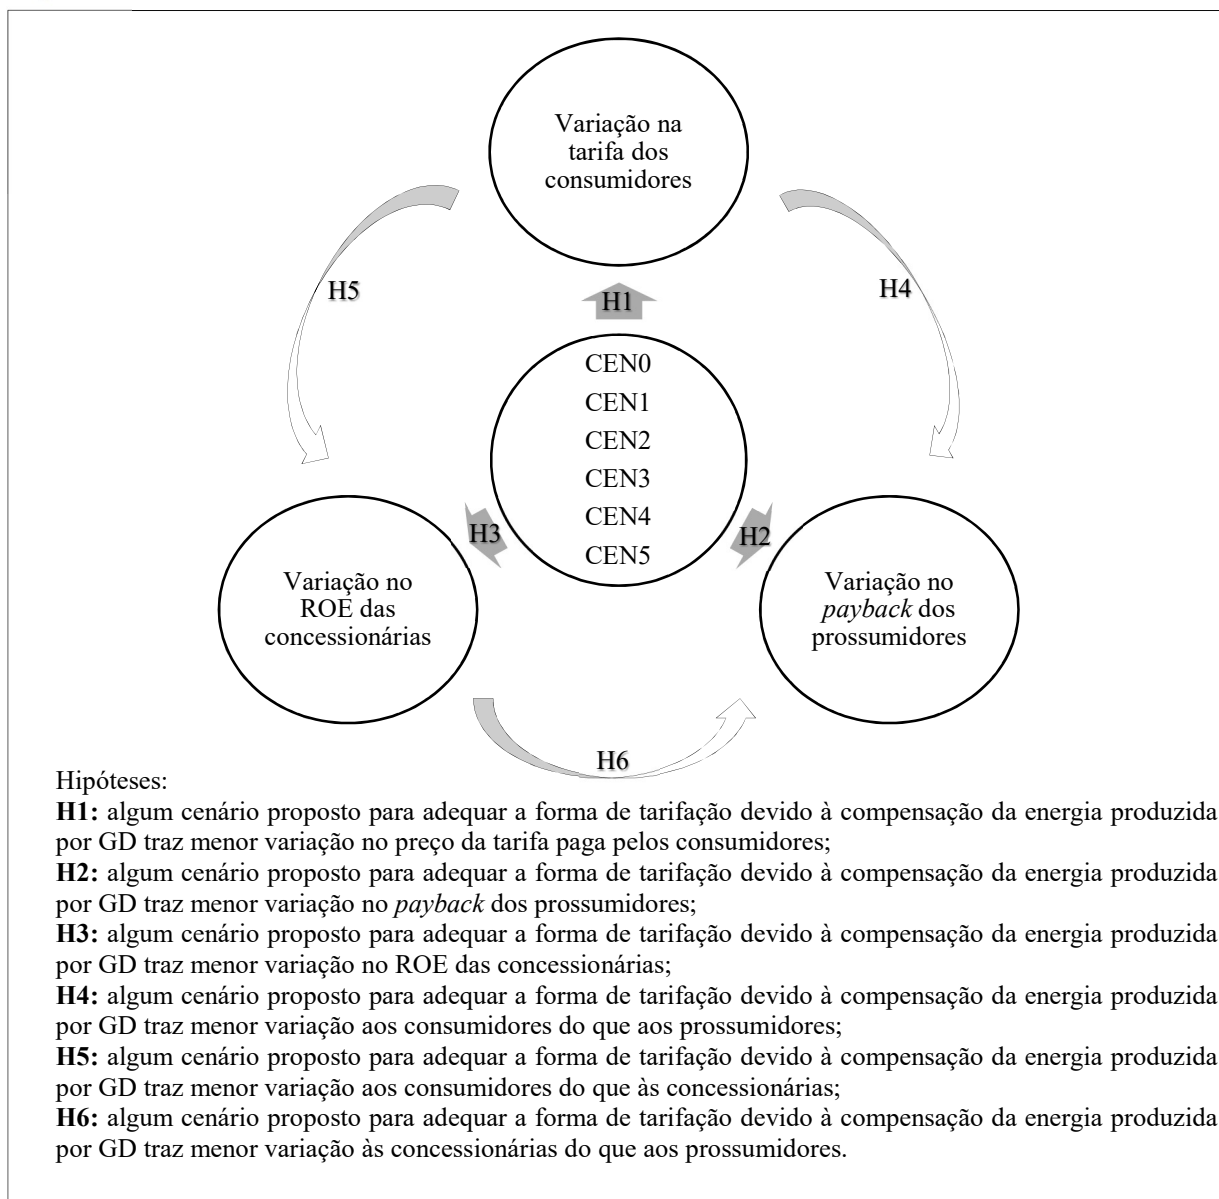 Variação na
tarifa dos
consumidores
H5
H4
H1
CEN0
CEN1
CEN2
CEN3
CEN4
CEN5
H3
H2
Variação no
ROE das
concessionárias
Variação no
payback dos
prossumidores
H6
Hipóteses:
H1: algum cenário proposto para adequar a forma de tarifação devido à compensação da energia produzida
por GD traz menor variação no preço da tarifa paga pelos consumidores;
H2: algum cenário proposto para adequar a forma de tarifação devido à compensação da energia produzida
por GD traz menor variação no payback dos prossumidores;
H3: algum cenário proposto para adequar a forma de tarifação devido à compensação da energia produzida
por GD traz menor variação no ROE das concessionárias;
H4: algum cenário proposto para adequar a forma de tarifação devido à compensação da energia produzida
por GD traz menor variação aos consumidores do que aos prossumidores;
H5: algum cenário proposto para adequar a forma de tarifação devido à compensação da energia produzida
por GD traz menor variação aos consumidores do que às concessionárias;
H6: algum cenário proposto para adequar a forma de tarifação devido à compensação da energia produzida
por GD traz menor variação às concessionárias do que aos prossumidores.